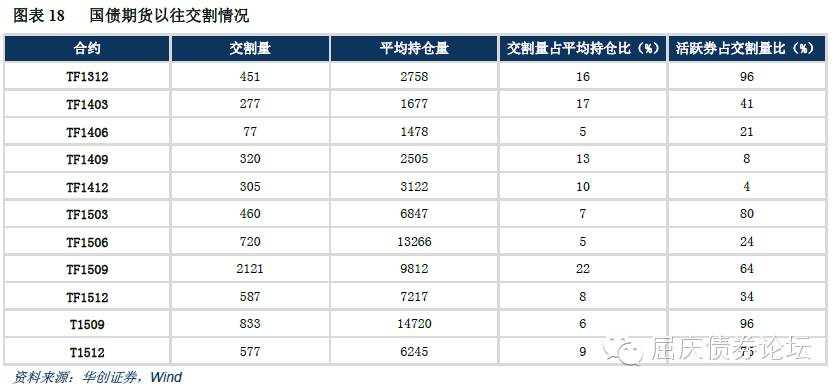 图表 18 国债期货以往交割情况
合约 交割量 平均持仓量 交割量占平均持仓比（%） 活跃券占交割量比（%）
TF1312 451 2758 16 96
TF1403 277 1677 17 41
TF1406 77 1478 5 21
TF1409 320 2505 13 8
TF1412 305 3122 10 4
TF1503 460 6847 7 80
TF1506 720 13266 5 24
TF1509 2121 9812 22 64
TF1512 587 7217 8 34
T1509 833 14720 6 96
T1512 577 6245 9 75
屈庆债券论坛
资料来源：华创证券，Wind